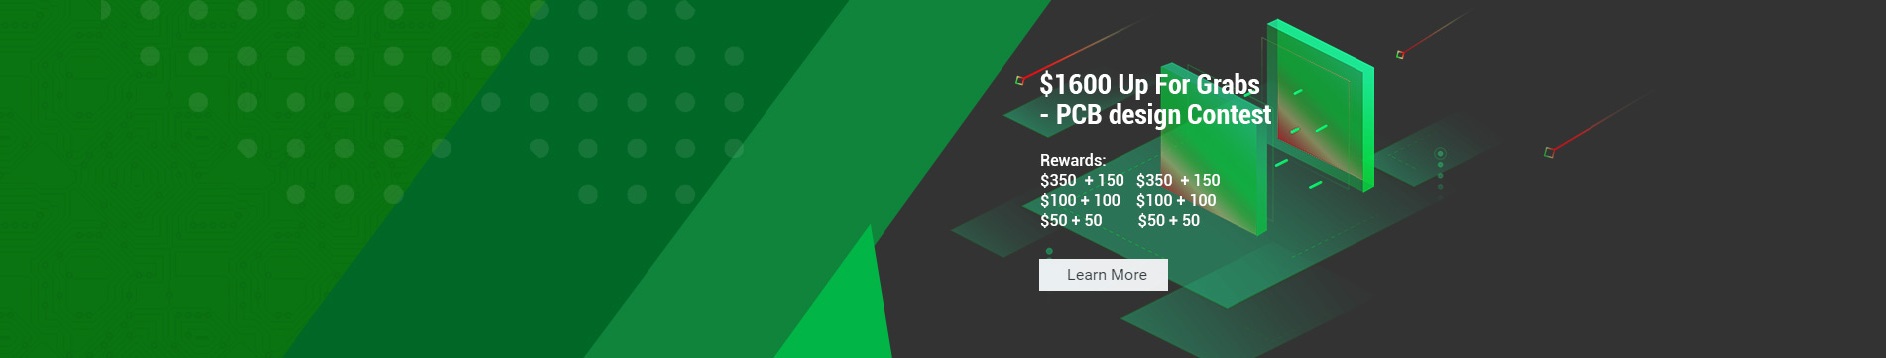 $1600 Up For Grabs
- PCB design Contest
Rewards:
$350 + 150 $350 + 150
$100 + 100 $100 + 100
$50 + 50 $50 + 50
Learn More